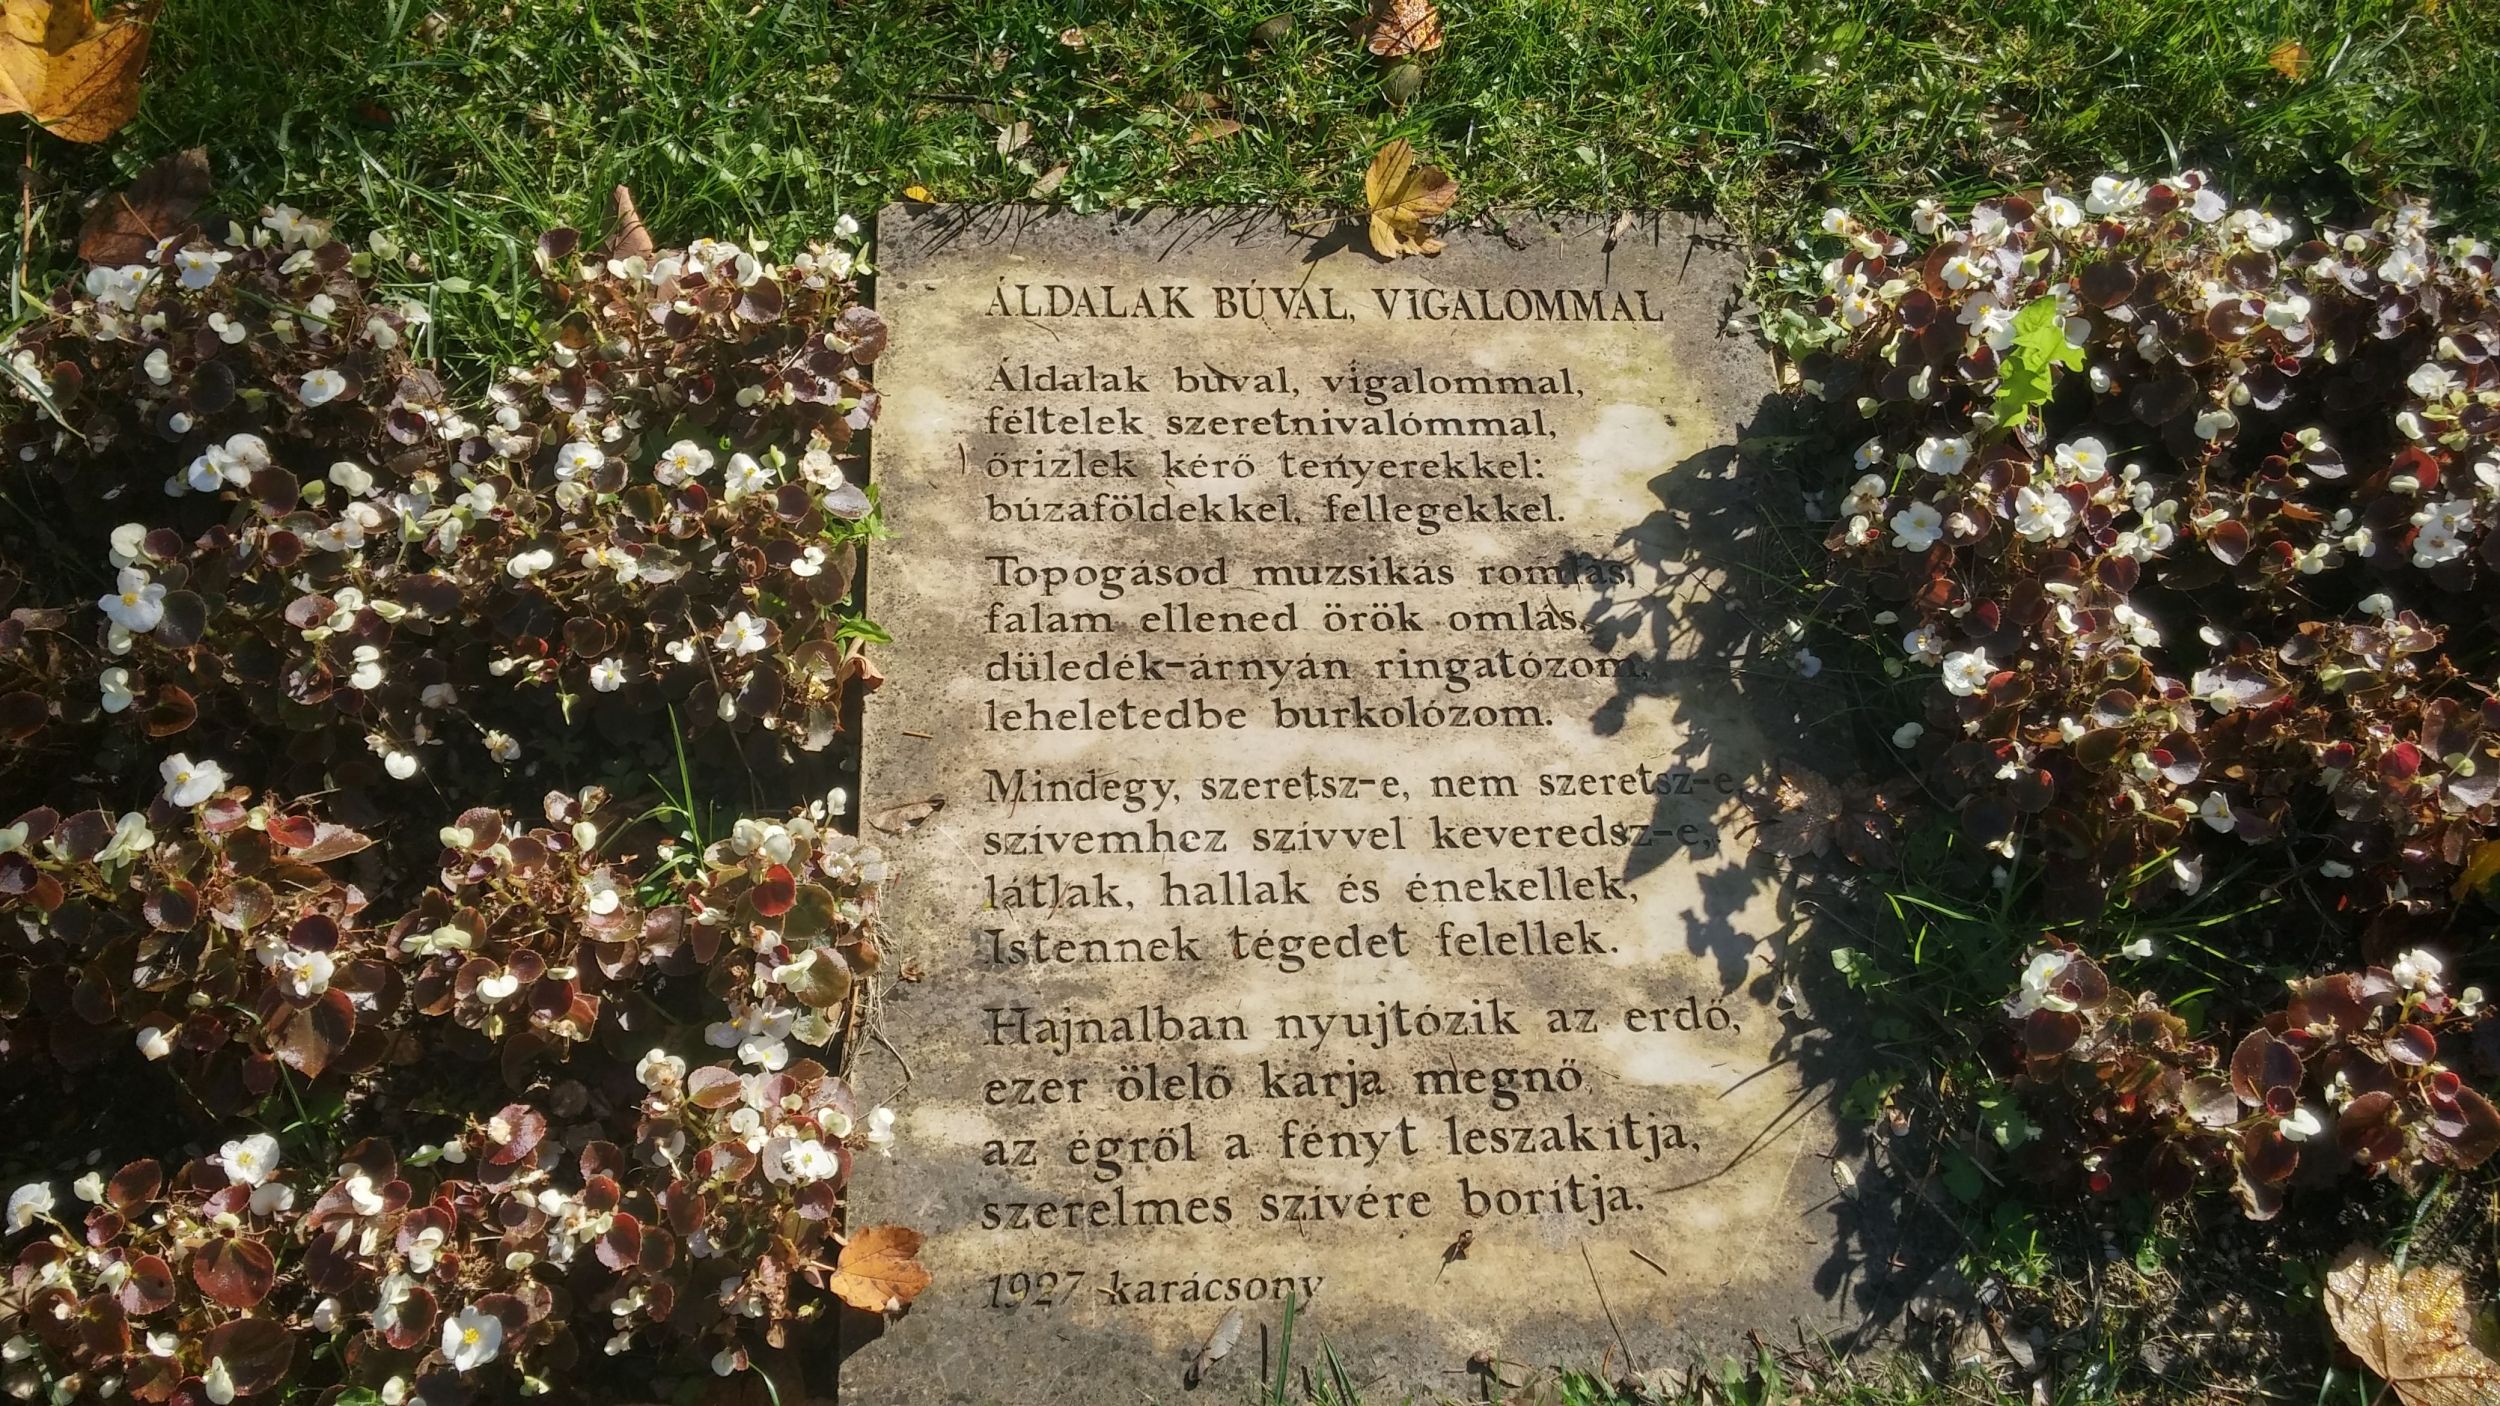 ÁLDALAK BÚVAL, VIGALOMMAL
Áldalak búval, vigalommal,
féltelek szeretnivalómmal,
őrizlek kérő tenyerekkel:
búzaföldekkel, fellegekkel.
Topogásod muzsikás romlás,
falam ellened örök omlás,
düledék-árnyán ringatózom,
leheletedbe burkolózom.
Mindegy, szeretsz-e, nem szeretsz-e,
szívemhez szívvel keveredsz-e,
látlak, hallak és énekellek,
Istennek tégedet felellek.
Hajnalban nyujtózik az erdő,
ezer ölelő karja megnő,
az égről a fényt leszakítja,
szerelmes szívére borítja.
1927 karácsony